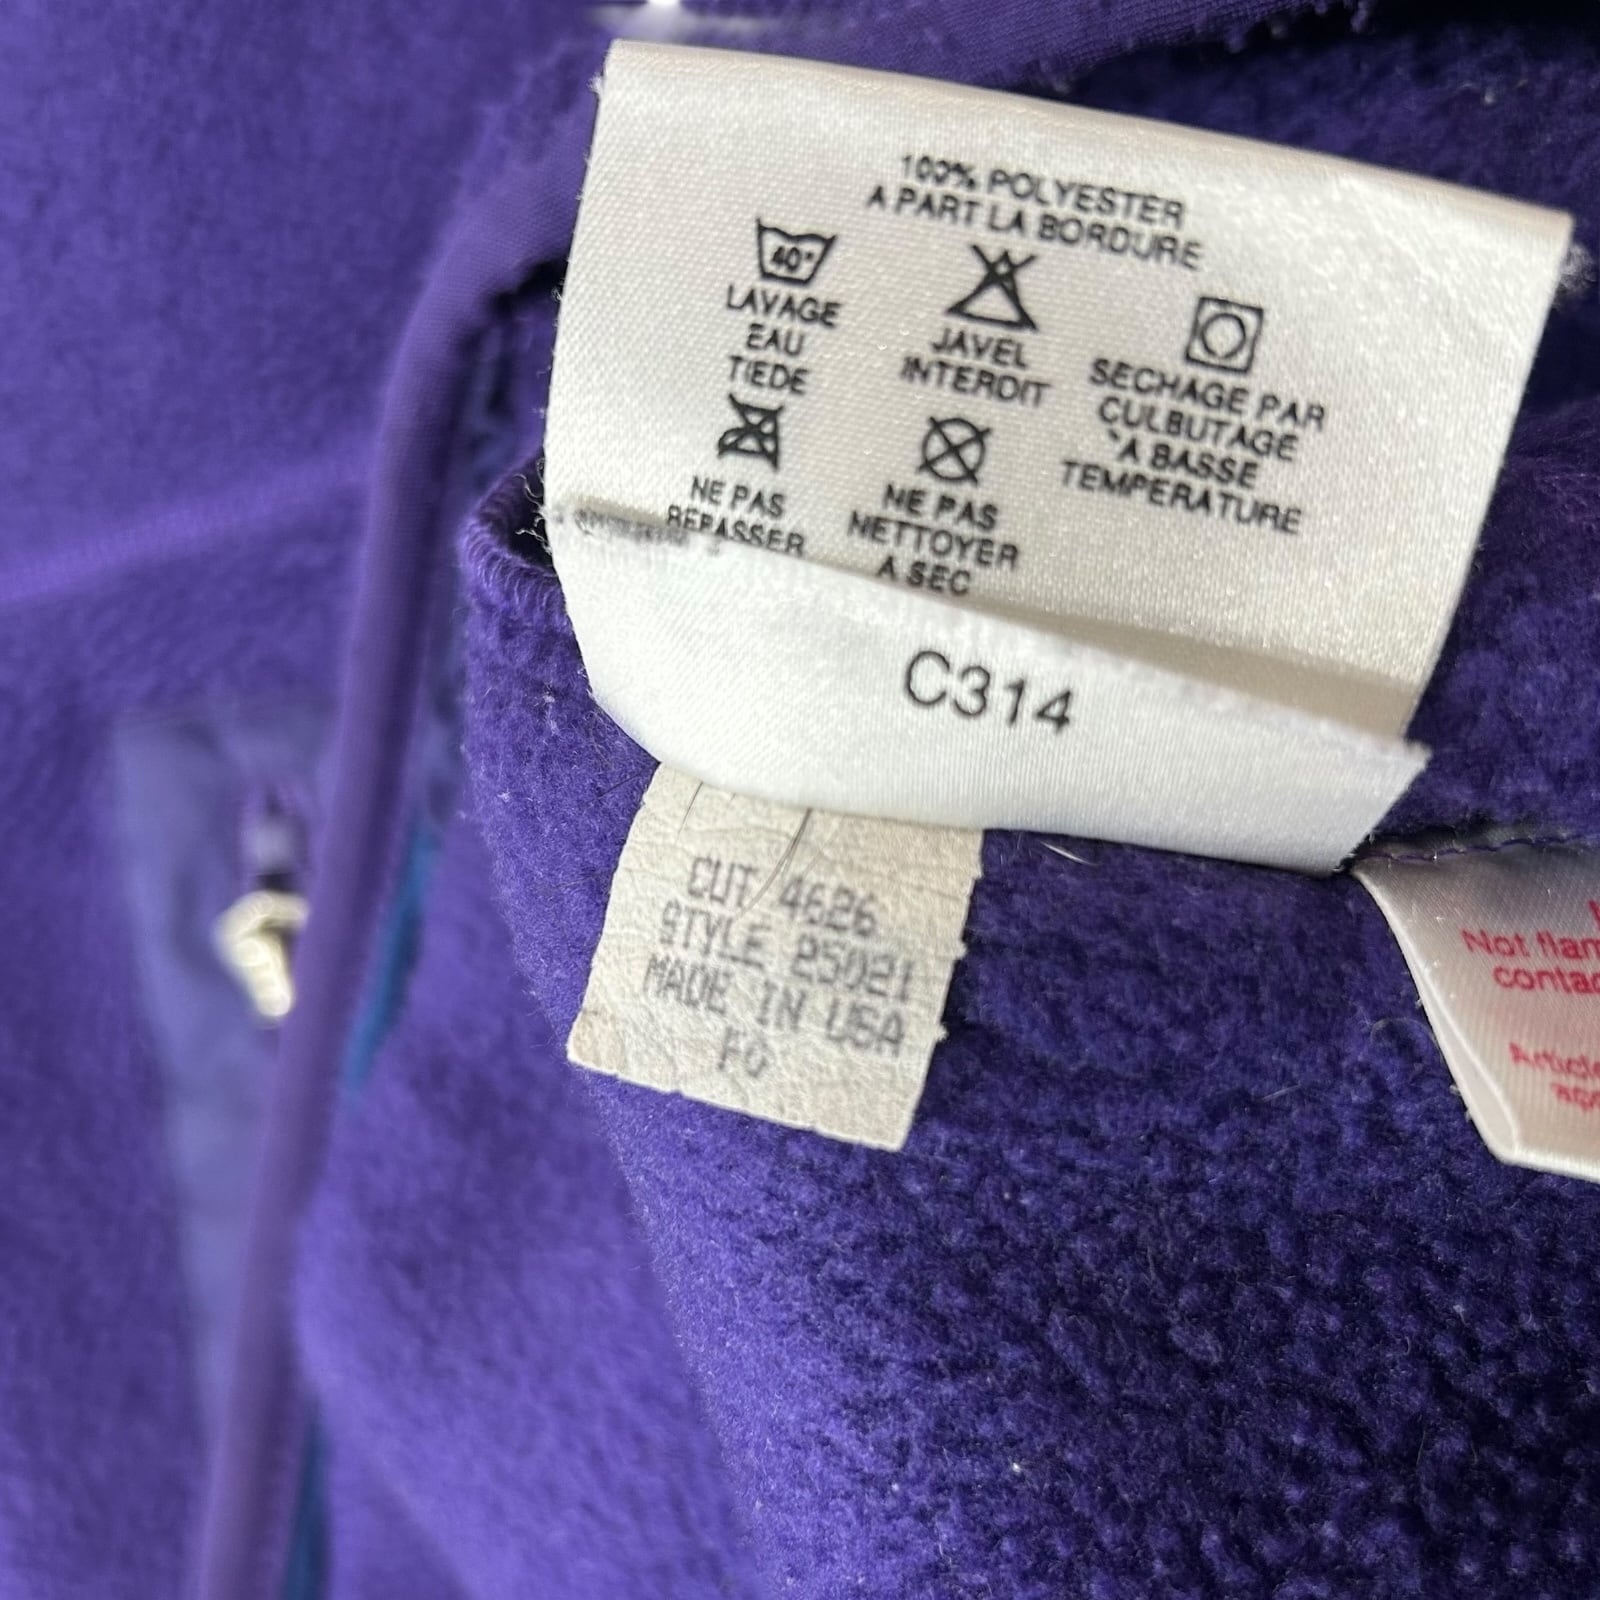 100% POLYESTER
A PART LA BORDURE
40°
LAVAGE
EAU
TIEDE
JAVEL
INTERDIT
SECHAGE PAR
CULBUTAGE
`A BASSE
TEMPERATURE
NE PAS
REPASSER
NE PAS
NETTOYER
A SEC
C314
CUT 4626
STYLE 25021
MADE IN USA
Not flam
contac
Article